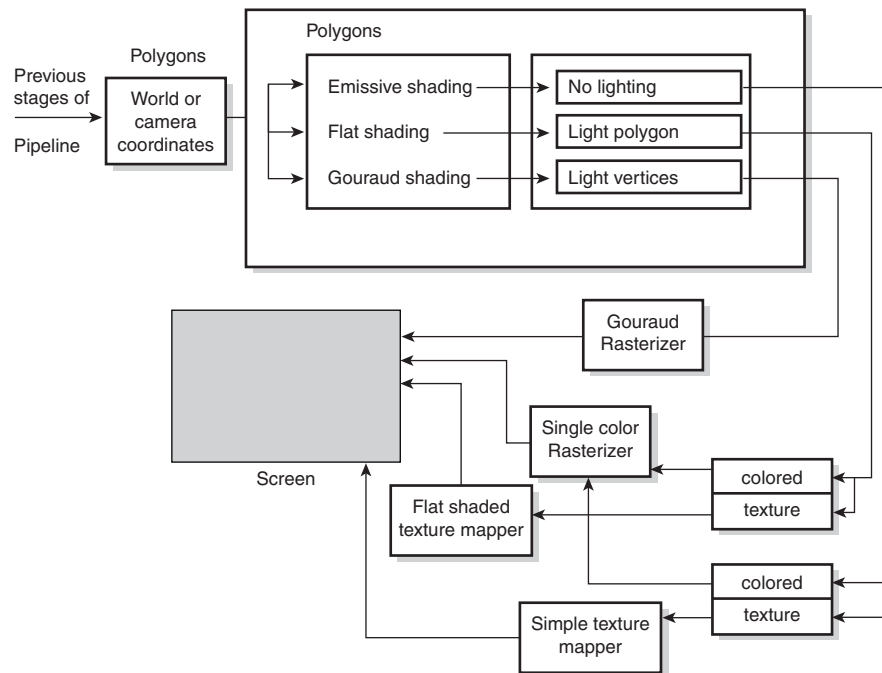 Polygons
Polygons
Previous
stages of
Pipeline
World or
camera
coordinates
Emissive shading
Flat shading
Gouraud shading
No lighting
Light polygon
Light vertices
Gouraud
Rasterizer
Screen
Single color
Rasterizer
Flat shaded
texture mapper
colored
texture
colored
texture
Simple texture
mapper